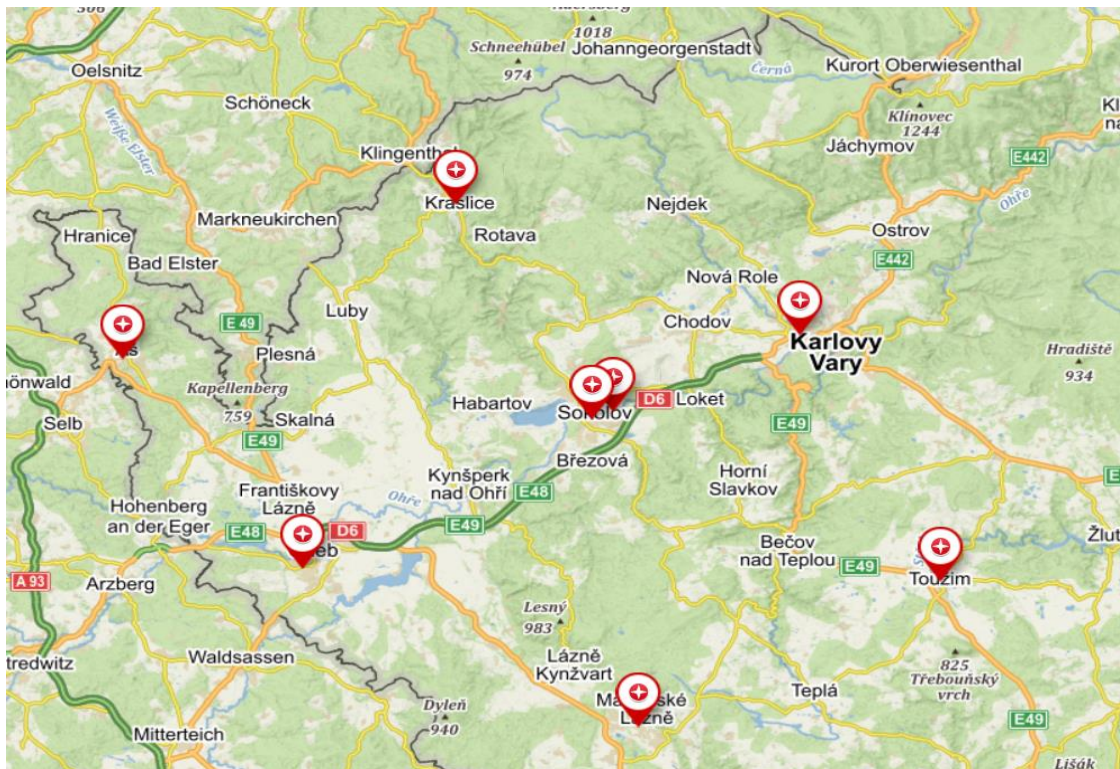 Schneehübel
974
1018
Johanngeorgenstadt
Černá
Kurort Oberwiesenthal
Oelsnitz
Schöneck
Weiße Elster
Klínovec
1244
Jáchymov
Klingenthal
E442
Kraslice
Nejdek
Ohře
Markneukirchen
Hranice
Rotava
Ostrov
Bad Elster
E442
Nová Role
Luby
Chodov
E 49
Karlovy
Vary
Plesná
Hradiště
934
Kapellenberg
759
Selb
Skalná
Habartov
Sokolov
D6
Loket
E49
E49
Březová
Kynšperk
nad Ohří
Horní
Slavkov
Františkovy
Lázně
Ohře
E48
Hohenberg
an der Eger
E48
D6
E49
Bečov
nad Teplou
E49
Toužim
A 93
Arzberg
Lesný
983
Waldsassen
Lázně
Kynžvart
825
Třebouňský
vrch
Teplá
Mariánské
Lázně
Dyleň
940
Mitterteich
E49
Lišák